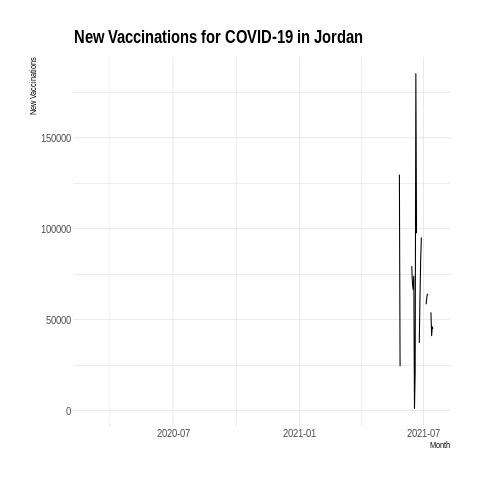 New Vaccinations for COVID-19 in Jordan
New Vaccinations
150000
100000
50000
0
2020-07 2021-01 2021-07
Month